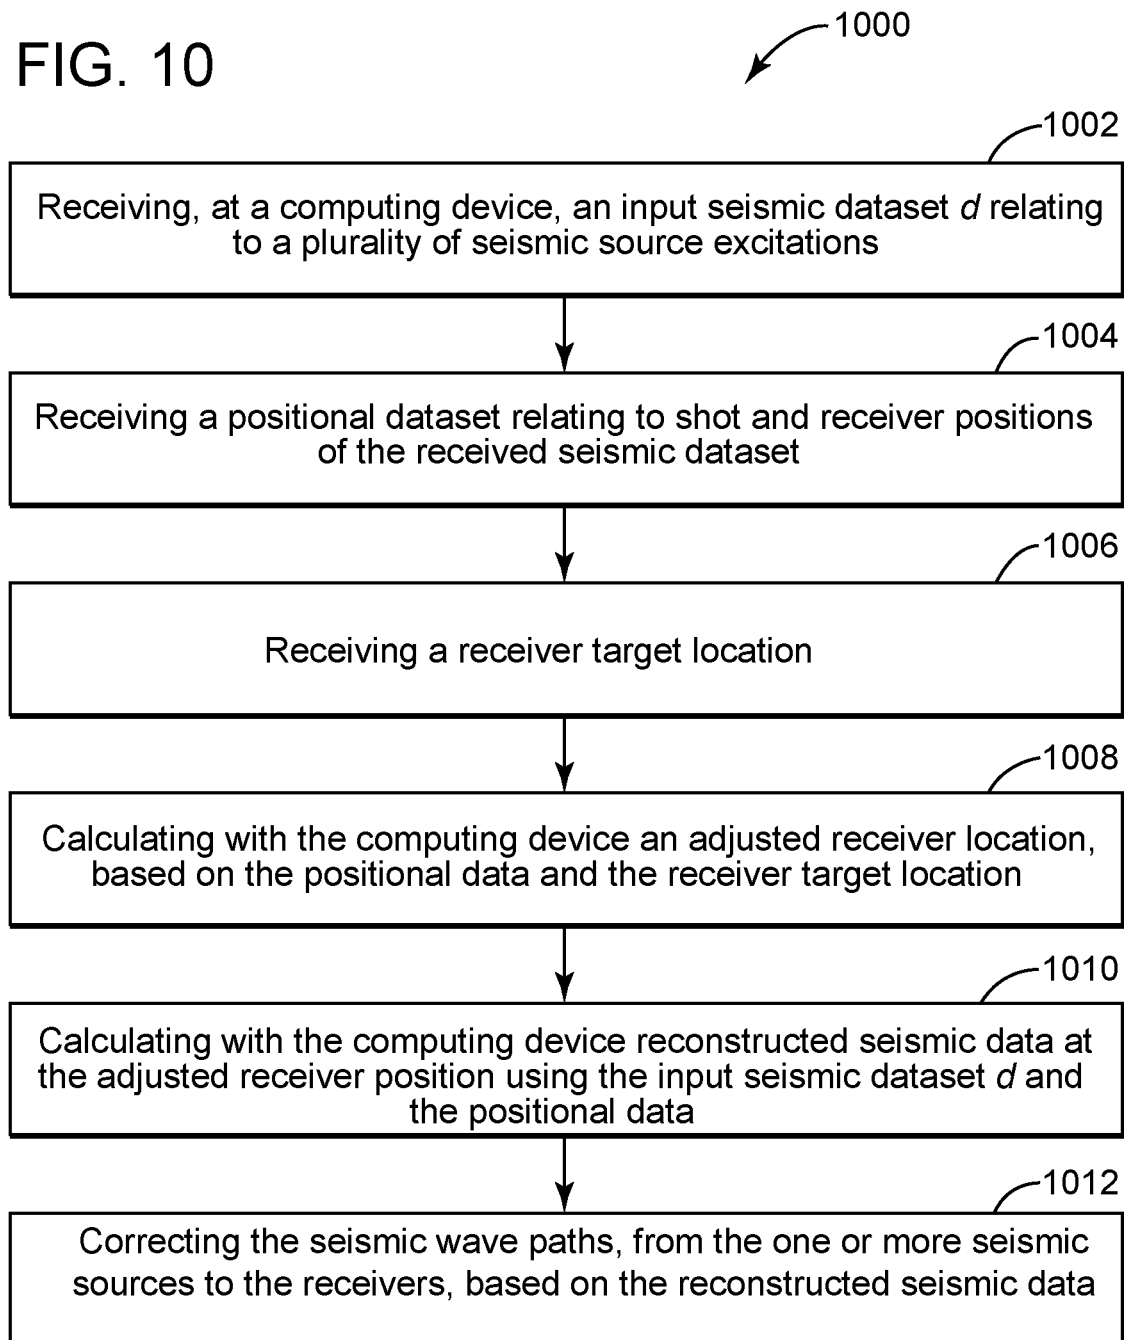 FIG. 10
1000
1002
Receiving, at a computing device, an input seismic dataset d relating
to a plurality of seismic source excitations
1004
Receiving a positional dataset relating to shot and receiver positions
of the received seismic dataset
1006
Receiving a receiver target location
1008
Calculating with the computing device an adjusted receiver location,
based on the positional data and the receiver target location
1010
Calculating with the computing device reconstructed seismic data at
the adjusted receiver position using the input seismic dataset d and
the positional data
1012
Correcting the seismic wave paths, from the one or more seismic
sources to the receivers, based on the reconstructed seismic data